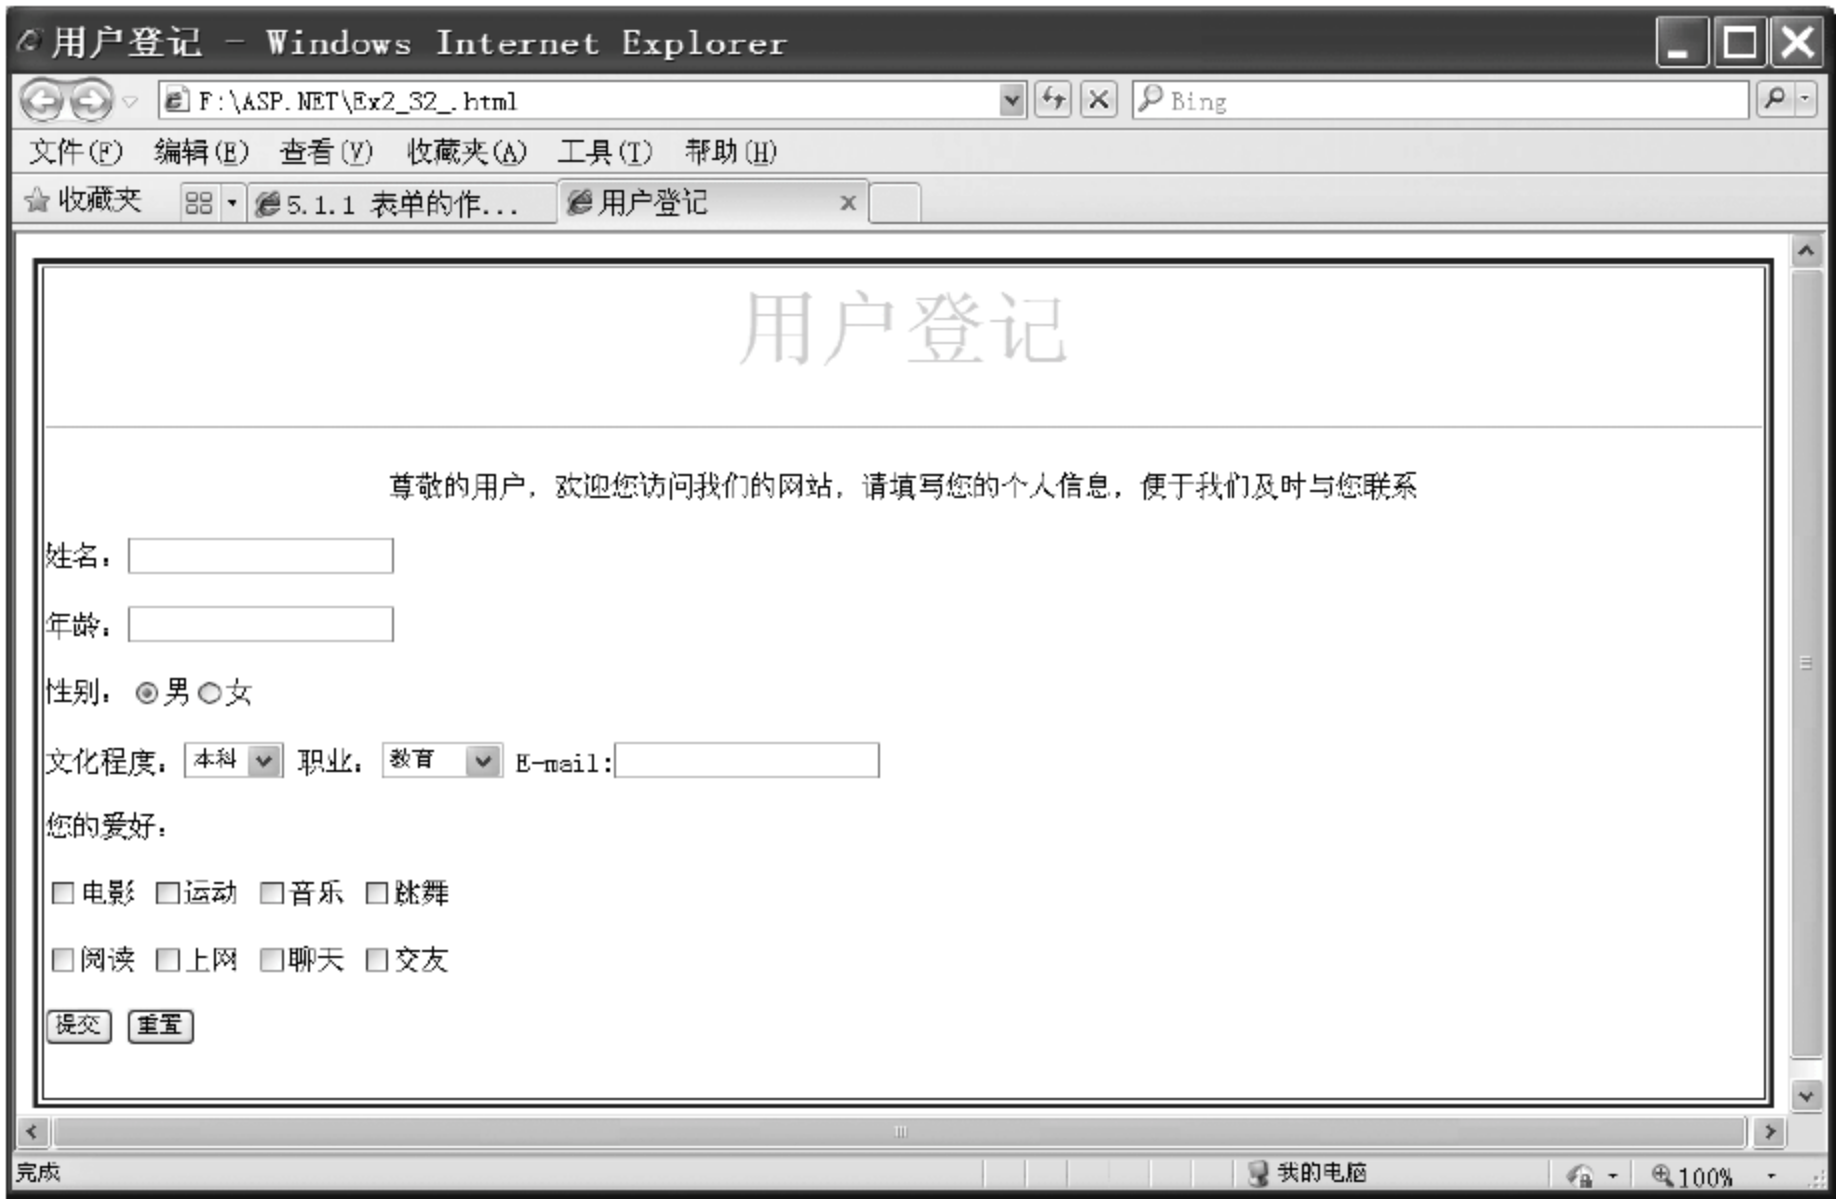 用户登记 - Windows Internet Explorer
F:\ASP.NET\Ex2_32_.html
Bing
文件(F) 编辑(E) 查看(V) 收藏夹(A) 工具(T) 帮助(H)
收藏夹 5.1.1 表单的作... 用户登记
用户登记
尊敬的用户，欢迎您访问我们的网站，请填写您的个人信息，便于我们及时与您联系
姓名：
年龄：
性别： 男 女
文化程度： 本科 职业： 教育 E-mail:
您的爱好：
电影 运动 音乐 跳舞
阅读 上网 聊天 交友
提交 重置
完成 我的电脑 100%